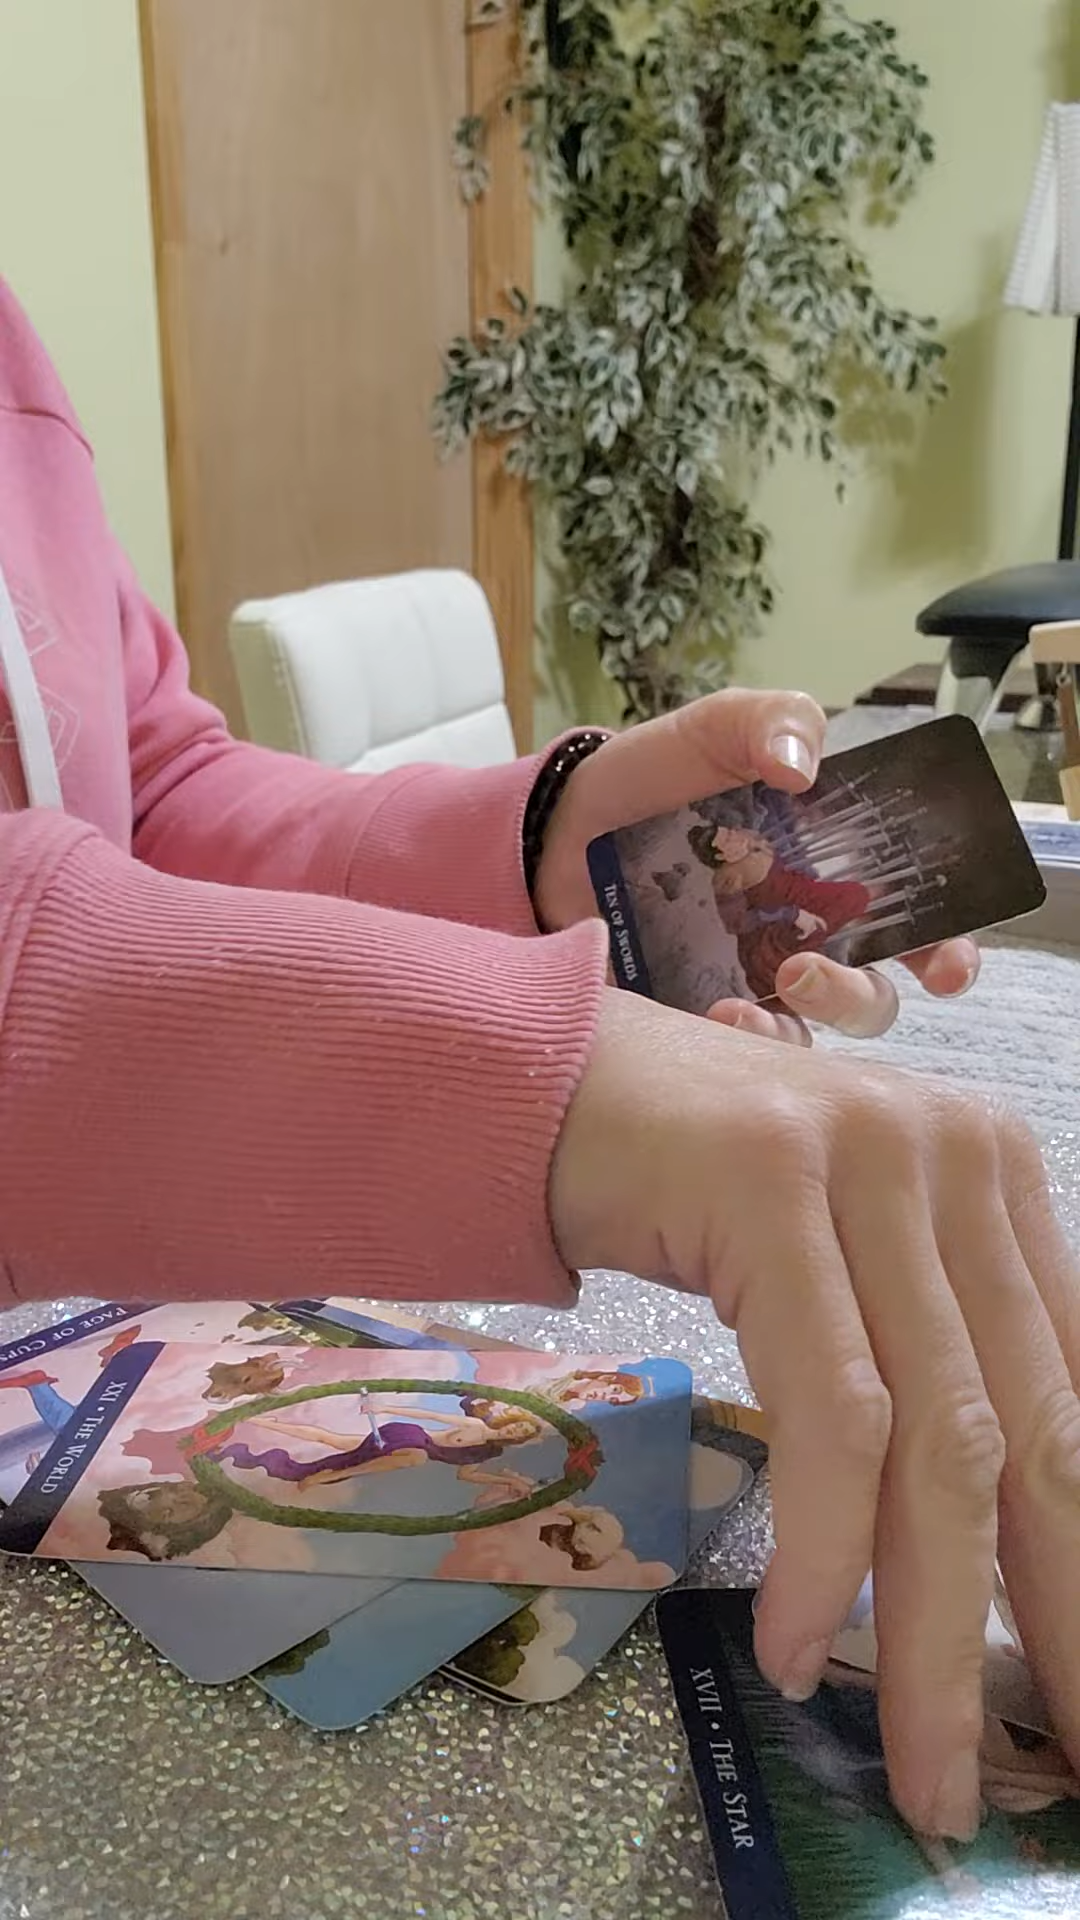 TEN OF SWORDS
PAGE OF CUPS
XXI • THE WORLD
XVII • THE STAR